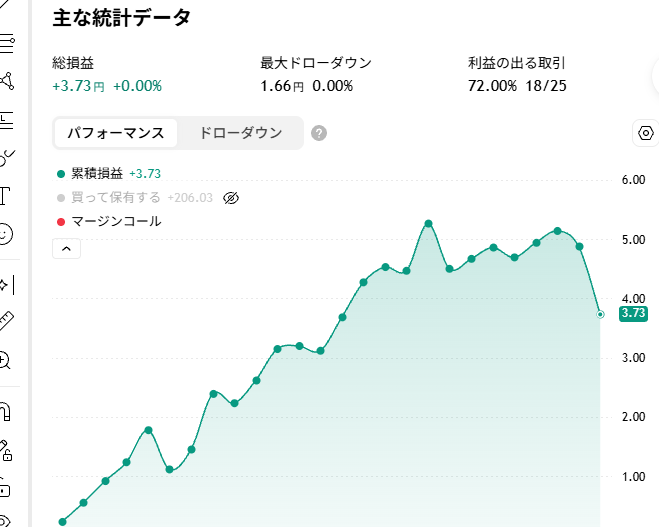 主な統計データ
総損益 最大ドローダウン 利益の出る取引
+3.73円 +0.00% 1.66円 0.00% 72.00% 18/25
パフォーマンス ドローダウン ?
累積損益 +3.73
買って保有する +206.03
マージンコール
6.00
5.00
4.00
3.73
3.00
2.00
1.00